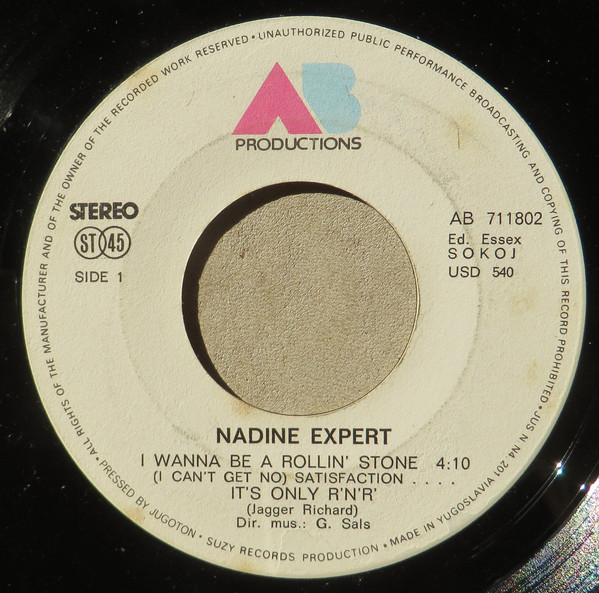 • ALL RIGHTS OF THE MANUFACTURER AND OF THE OWNER OF THE RECORDED WORK RESERVED • UNAUTHORIZED PUBLIC PERFORMANCE BROADCASTING AND COPYING OF THIS RECORD PROHIBITED • JUS N N4 201
AB
PRODUCTIONS
STEREO
ST 45
SIDE 1
AB 711802
Ed. Essex
SOKOJ
USD 540
NADINE EXPERT
I WANNA BE A ROLLIN' STONE 4:10
(I CAN'T GET NO) SATISFACTION . . . .
IT'S ONLY R'N'R'
(Jagger Richard)
Dir. mus.: G. Sals
• PRESSED BY JUGOTON • SUZY RECORDS PRODUCTION • MADE IN YUGOSLAVIA